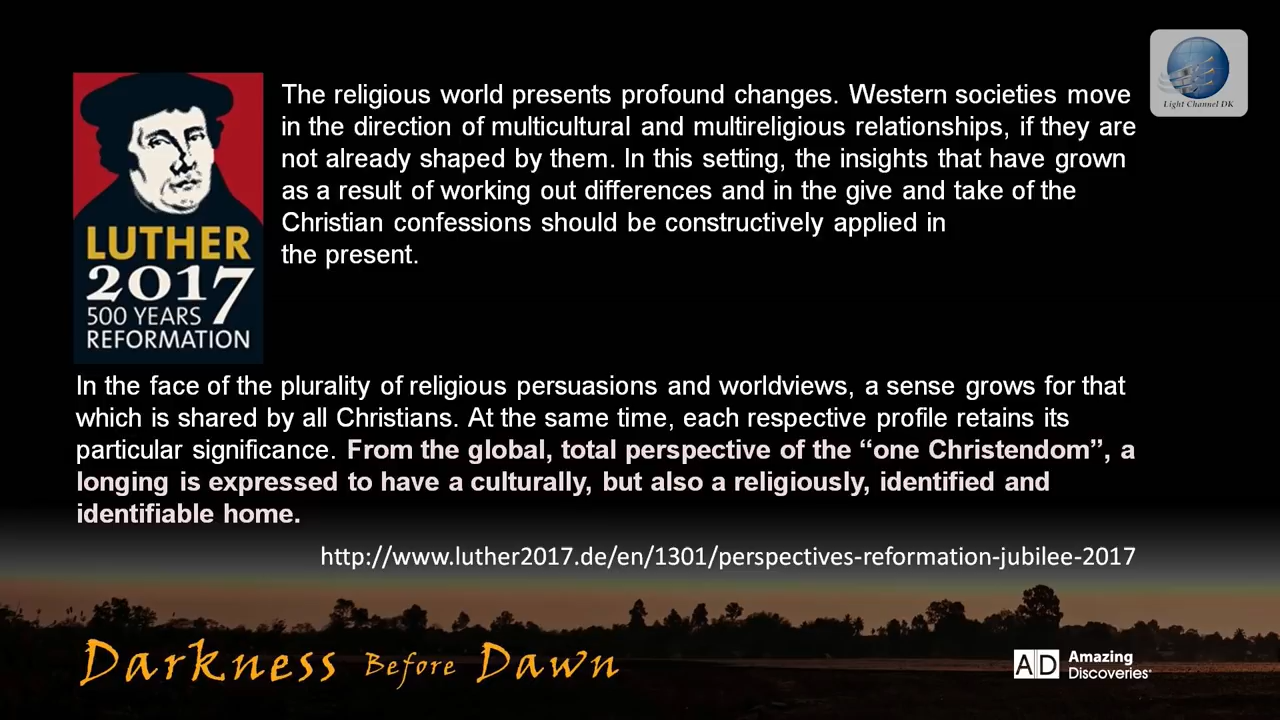 Light Channel DK
The religious world presents profound changes. Western societies move
in the direction of multicultural and multireligious relationships, if they are
not already shaped by them. In this setting, the insights that have grown
as a result of working out differences and in the give and take of the
Christian confessions should be constructively applied in
the present.
LUTHER
2017
500 YEARS
REFORMATION
In the face of the plurality of religious persuasions and worldviews, a sense grows for that
which is shared by all Christians. At the same time, each respective profile retains its
particular significance. From the global, total perspective of the “one Christendom”, a
longing is expressed to have a culturally, but also a religiously, identified and
identifiable home.
http://www.luther2017.de/en/1301/perspectives-reformation-jubilee-2017
Darkness Before Dawn
AD Amazing
Discoveries